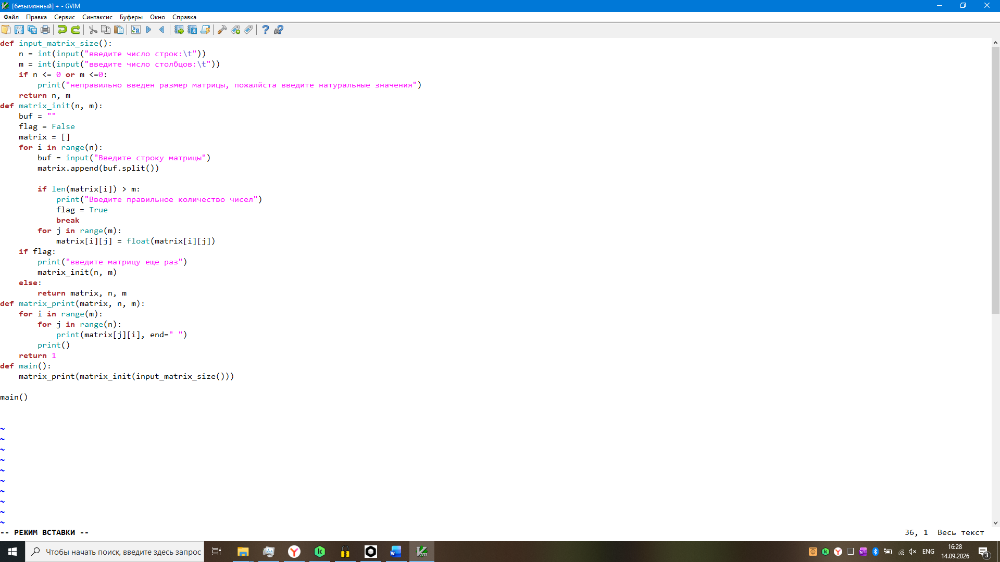 [безымянный] + - GVIM
Файл Правка Сервис Синтаксис Буферы Окно Справка
def input_matrix_size():
    n = int(input("введите число строк:\t"))
    m = int(input("введите число столбцов:\t"))
    if n <= 0 or m <=0:
        print("неправильно введен размер матрицы, пожалйста введите натуральные значения")
    return n, m
def matrix_init(n, m):
    buf = ""
    flag = False
    matrix = []
    for i in range(n):
        buf = input("Введите строку матрицы")
        matrix.append(buf.split())
        if len(matrix[i]) > m:
            print("Введите правильное количество чисел")
            flag = True
            break
        for j in range(m):
            matrix[i][j] = float(matrix[i][j])
    if flag:
        print("введите матрицу еще раз")
        matrix_init(n, m)
    else:
        return matrix, n, m
def matrix_print(matrix, n, m):
    for i in range(m):
        for j in range(n):
            print(matrix[j][i], end=" ")
        print()
    return 1
def main():
    matrix_print(matrix_init(input_matrix_size()))
main()
~
~
~
~
~
~
~
~
~
~
-- РЕЖИМ ВСТАВКИ -- 36, 1 Весь текст
Чтобы начать поиск, введите здесь запрос
ENG
16:28
14.09.2026
3